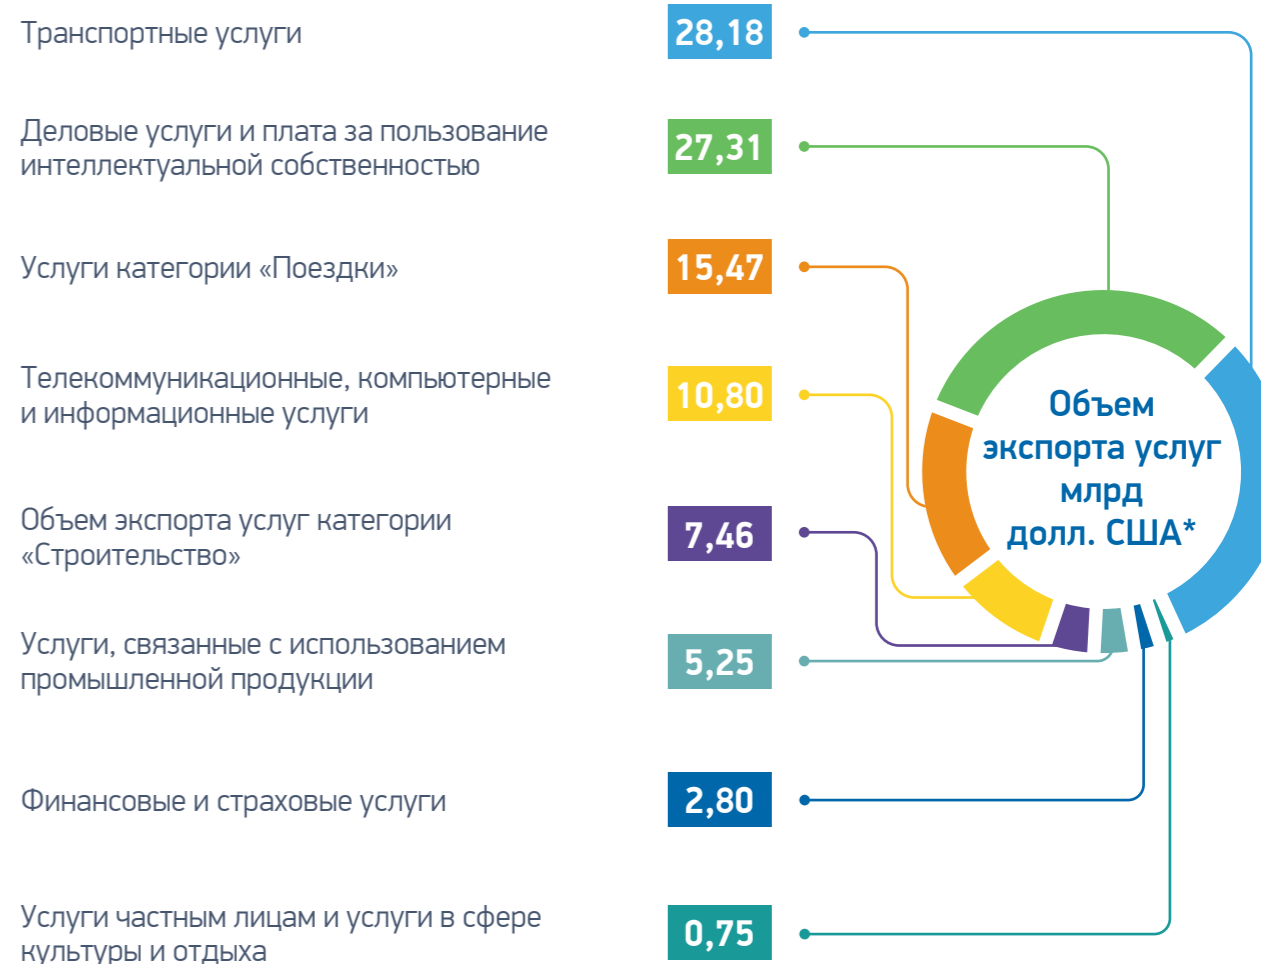 Транспортные услуги
28,18
Деловые услуги и плата за пользование
интеллектуальной собственностью
27,31
Услуги категории «Поездки»
15,47
Телекоммуникационные, компьютерные
и информационные услуги
10,80
Объем экспорта услуг категории
«Строительство»
7,46
Услуги, связанные с использованием
промышленной продукции
5,25
Финансовые и страховые услуги
2,80
Услуги частным лицам и услуги в сфере
культуры и отдыха
0,75
Объем
экспорта услуг
млрд
долл. США*